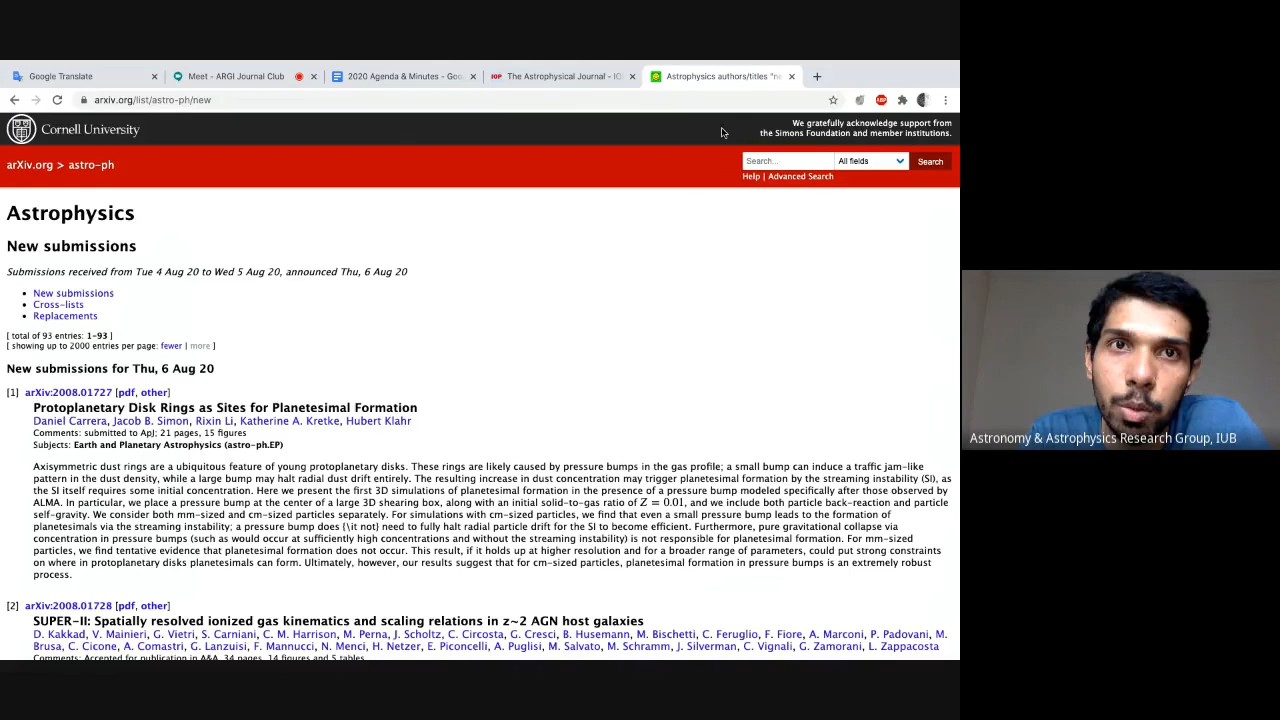 Google Translate
Meet - ARGI Journal Club
2020 Agenda & Minutes - Goo
IOP The Astrophysical Journal - IO
Astrophysics authors/titles "ne
arxiv.org/list/astro-ph/new
ABP
Cornell University
We gratefully acknowledge support from
the Simons Foundation and member institutions.
arXiv.org > astro-ph
Search...
All fields
Search
Help | Advanced Search
Astrophysics
New submissions
Submissions received from Tue 4 Aug 20 to Wed 5 Aug 20, announced Thu, 6 Aug 20
• New submissions
• Cross-lists
• Replacements
[ total of 93 entries: 1-93 ]
[ showing up to 2000 entries per page: fewer | more ]
New submissions for Thu, 6 Aug 20
[1] arXiv:2008.01727 [pdf, other]
Protoplanetary Disk Rings as Sites for Planetesimal Formation
Daniel Carrera, Jacob B. Simon, Rixin Li, Katherine A. Kretke, Hubert Klahr
Comments: submitted to ApJ; 21 pages, 15 figures
Subjects: Earth and Planetary Astrophysics (astro-ph.EP)
Axisymmetric dust rings are a ubiquitous feature of young protoplanetary disks. These rings are likely caused by pressure bumps in the gas profile; a small bump can induce a traffic jam-like
pattern in the dust density, while a large bump may halt radial dust drift entirely. The resulting increase in dust concentration may trigger planetesimal formation by the streaming instability (SI), as
the SI itself requires some initial concentration. Here we present the first 3D simulations of planetesimal formation in the presence of a pressure bump modeled specifically after those observed by
ALMA. In particular, we place a pressure bump at the center of a large 3D shearing box, along with an initial solid-to-gas ratio of Z = 0.01, and we include both particle back-reaction and particle
self-gravity. We consider both mm-sized and cm-sized particles separately. For simulations with cm-sized particles, we find that even a small pressure bump leads to the formation of
planetesimals via the streaming instability; a pressure bump does {\it not} need to fully halt radial particle drift for the SI to become efficient. Furthermore, pure gravitational collapse via
concentration in pressure bumps (such as would occur at sufficiently high concentrations and without the streaming instability) is not responsible for planetesimal formation. For mm-sized
particles, we find tentative evidence that planetesimal formation does not occur. This result, if it holds up at higher resolution and for a broader range of parameters, could put strong constraints
on where in protoplanetary disks planetesimals can form. Ultimately, however, our results suggest that for cm-sized particles, planetesimal formation in pressure bumps is an extremely robust
process.
[2] arXiv:2008.01728 [pdf, other]
SUPER-II: Spatially resolved ionized gas kinematics and scaling relations in z~2 AGN host galaxies
D. Kakkad, V. Mainieri, G. Vietri, S. Carniani, C. M. Harrison, M. Perna, J. Scholtz, C. Circosta, G. Cresci, B. Husemann, M. Bischetti, C. Feruglio, F. Fiore, A. Marconi, P. Padovani, M.
Brusa, C. Cicone, A. Comastri, G. Lanzuisi, F. Mannucci, N. Menci, H. Netzer, E. Piconcelli, A. Puglisi, M. Salvato, M. Schramm, J. Silverman, C. Vignali, G. Zamorani, L. Zappacosta
Comments: Accepted for publication in A&A, 34 pages, 14 figures and 5 tables
Astronomy & Astrophysics Research Group, IUB